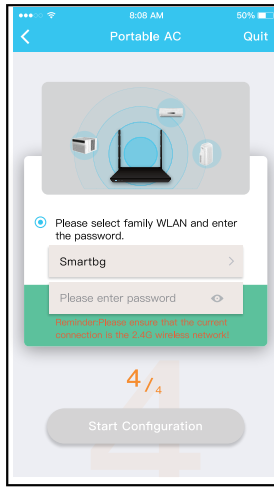 8:08 AM
50%
Portable AC
Quit
Please select family WLAN and enter
the password.
Smartbg
Please enter password
Reminder:Please ensure that the current
connection is the 2.4G wireless network!
4/4
Start Configuration
4